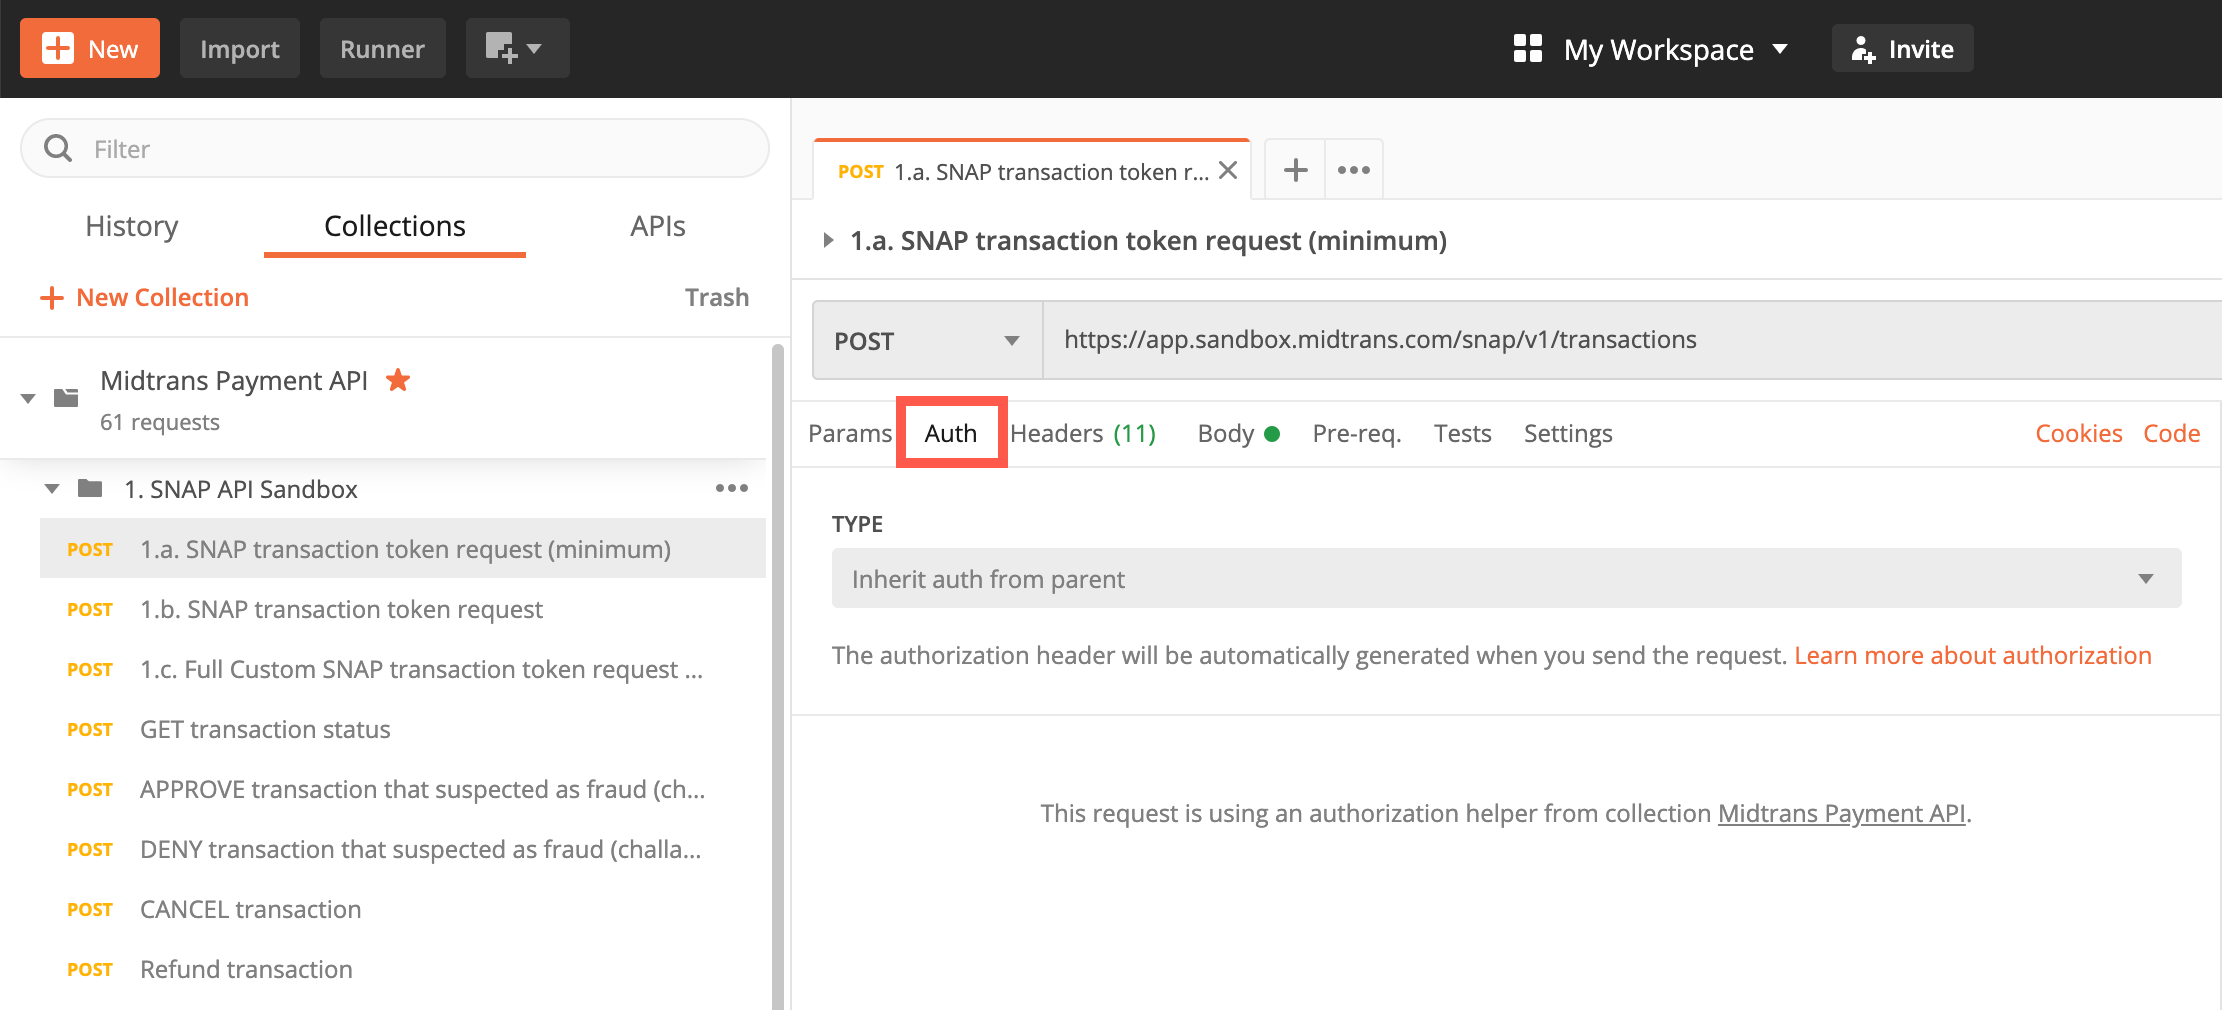 New
Import
Runner
My Workspace
Invite
Filter
History
Collections
APIs
New Collection
Trash
Midtrans Payment API
61 requests
1. SNAP API Sandbox
POST 1.a. SNAP transaction token request (minimum)
POST 1.b. SNAP transaction token request
POST 1.c. Full Custom SNAP transaction token request ...
POST GET transaction status
POST APPROVE transaction that suspected as fraud (ch...
POST DENY transaction that suspected as fraud (challa...
POST CANCEL transaction
POST Refund transaction
POST 1.a. SNAP transaction token r...
1.a. SNAP transaction token request (minimum)
POST
https://app.sandbox.midtrans.com/snap/v1/transactions
Params
Auth
Headers (11)
Body
Pre-req.
Tests
Settings
Cookies
Code
TYPE
Inherit auth from parent
The authorization header will be automatically generated when you send the request. Learn more about authorization
This request is using an authorization helper from collection Midtrans Payment API.